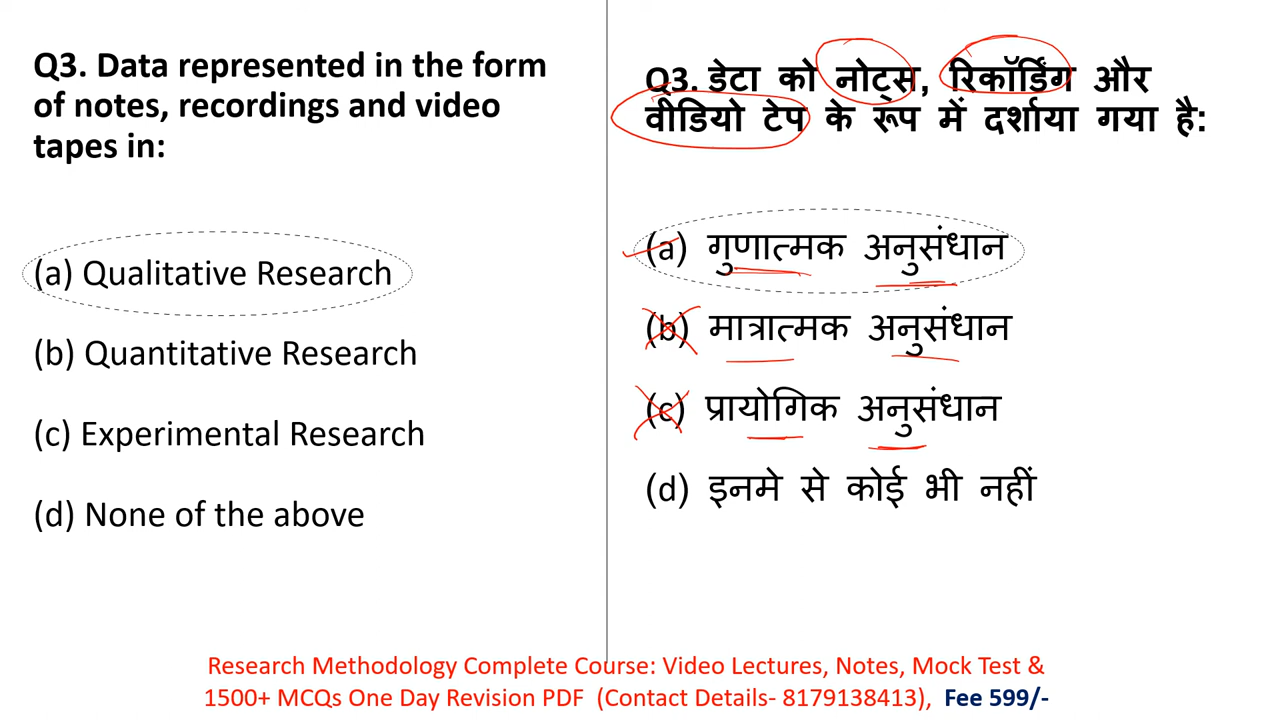 Q3. Data represented in the form
of notes, recordings and video
tapes in:
(a) Qualitative Research
(b) Quantitative Research
(c) Experimental Research
(d) None of the above
Q3. डेटा को नोट्स, रिकॉर्डिंग और
वीडियो टेप के रूप में दर्शाया गया है:
(a) गुणात्मक अनुसंधान
(b) मात्रात्मक अनुसंधान
(c) प्रायोगिक अनुसंधान
(d) इनमे से कोई भी नहीं
Research Methodology Complete Course: Video Lectures, Notes, Mock Test &
1500+ MCQs One Day Revision PDF (Contact Details- 8179138413), Fee 599/-